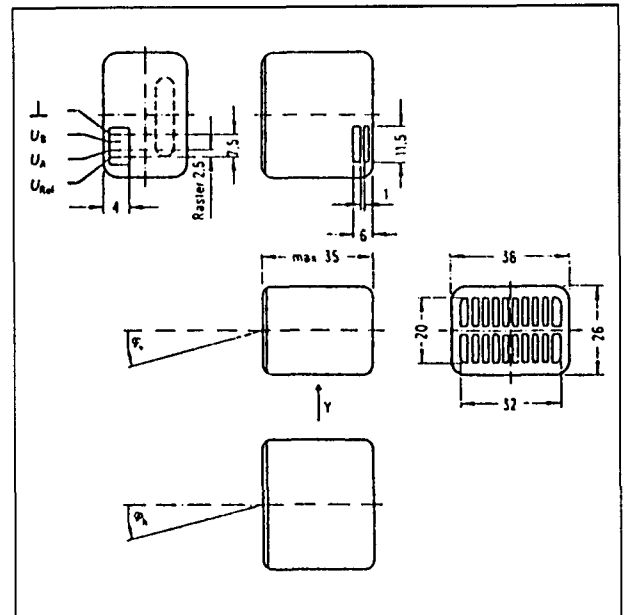 ⊥
U_B
U_A
U_Ref
4
Raster 2.5
7.5
11.5
1
6
max 35
36
φ_v
20
26
32
Y
φ_h